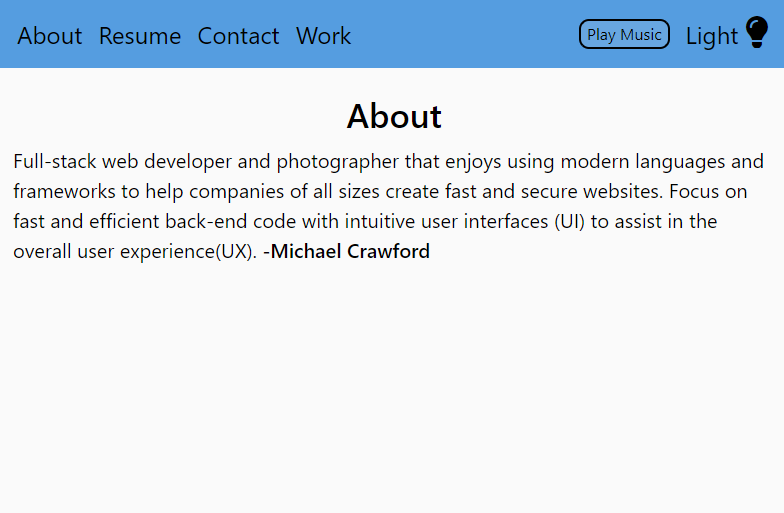 About Resume Contact Work Play Music Light
About
Full-stack web developer and photographer that enjoys using modern languages and
frameworks to help companies of all sizes create fast and secure websites. Focus on
fast and efficient back-end code with intuitive user interfaces (UI) to assist in the
overall user experience(UX). -Michael Crawford